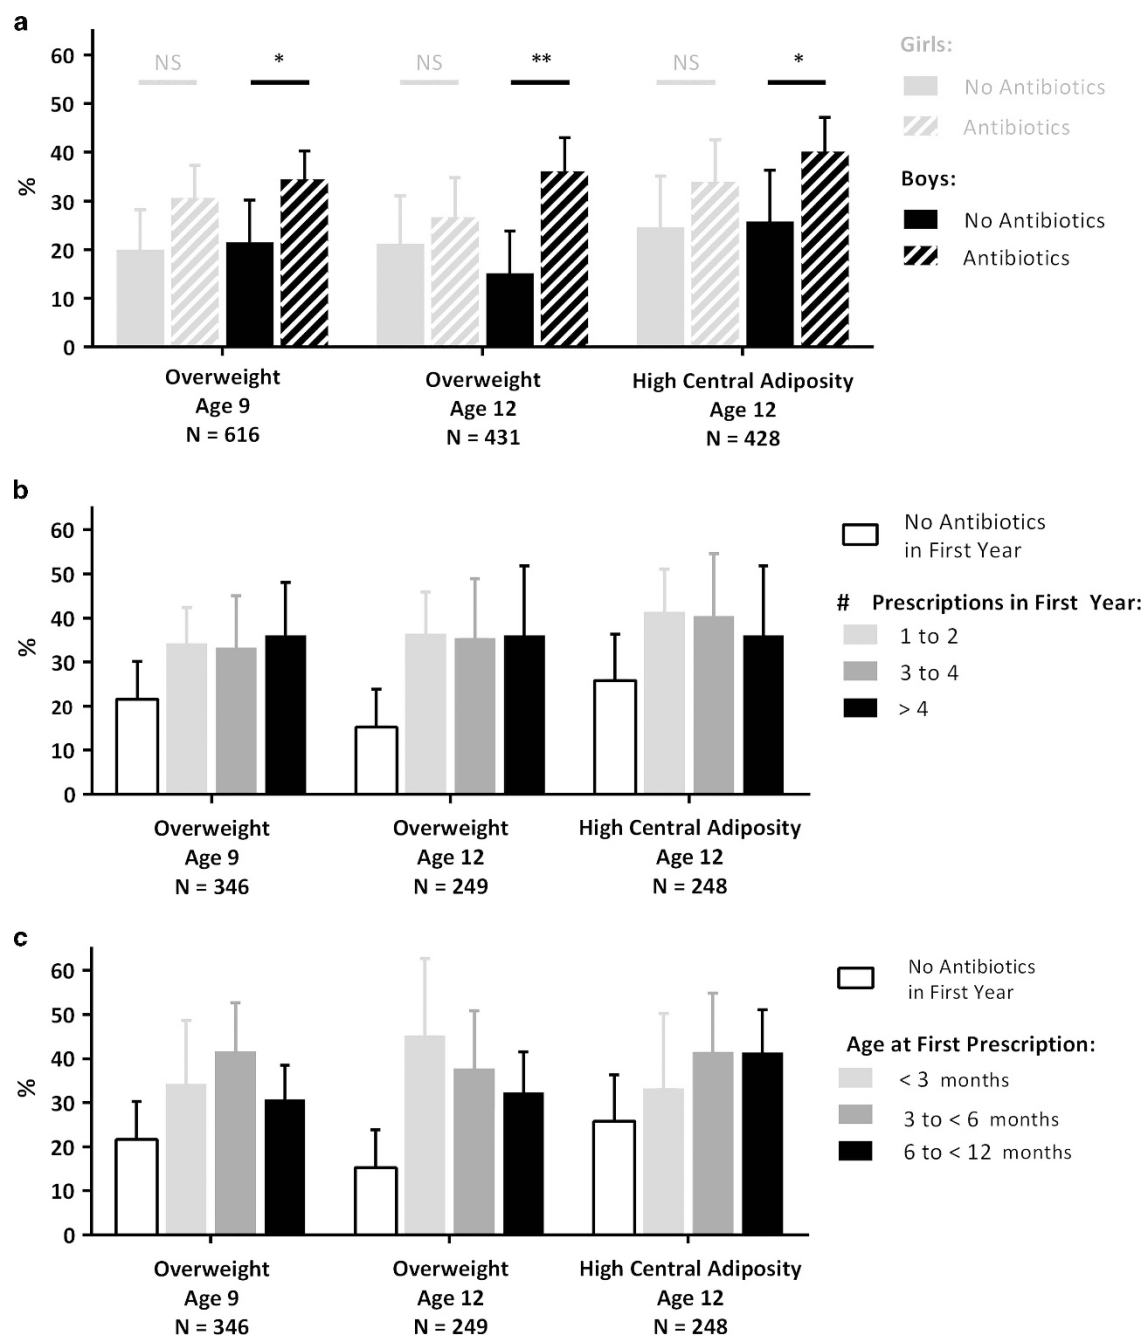 a
60
50
40
30
20
10
0
%
NS
*
NS
**
NS
*
Overweight
Age 9
N = 616
Overweight
Age 12
N = 431
High Central Adiposity
Age 12
N = 428
Girls:
No Antibiotics
Antibiotics
Boys:
No Antibiotics
Antibiotics
b
60
50
40
30
20
10
0
%
Overweight
Age 9
N = 346
Overweight
Age 12
N = 249
High Central Adiposity
Age 12
N = 248
No Antibiotics
in First Year
# Prescriptions in First Year:
1 to 2
3 to 4
> 4
c
60
50
40
30
20
10
0
%
Overweight
Age 9
N = 346
Overweight
Age 12
N = 249
High Central Adiposity
Age 12
N = 248
No Antibiotics
in First Year
Age at First Prescription:
< 3 months
3 to < 6 months
6 to < 12 months